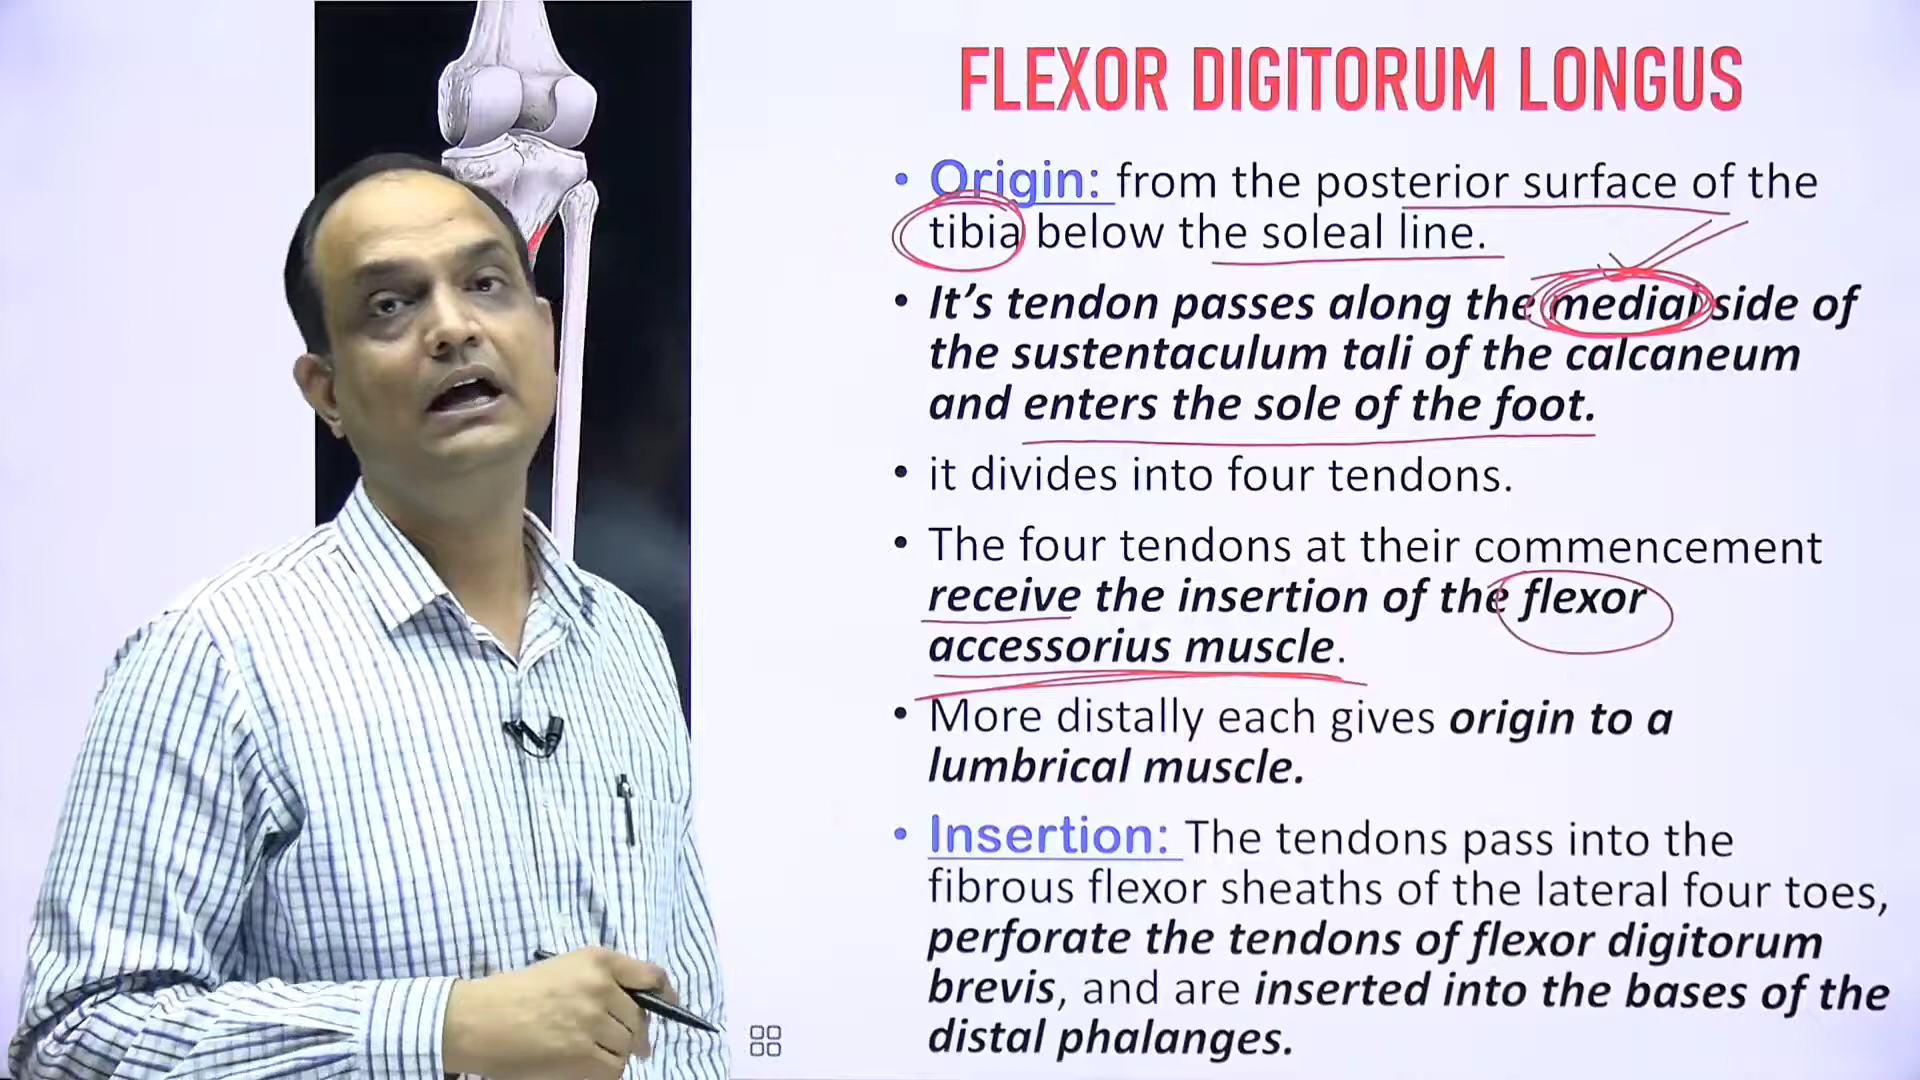 FLEXOR DIGITORUM LONGUS
• Origin: from the posterior surface of the
tibia below the soleal line.
• It’s tendon passes along the medial side of
the sustentaculum tali of the calcaneum
and enters the sole of the foot.
• it divides into four tendons.
• The four tendons at their commencement
receive the insertion of the flexor
accessorius muscle.
• More distally each gives origin to a
lumbrical muscle.
• Insertion: The tendons pass into the
fibrous flexor sheaths of the lateral four toes,
perforate the tendons of flexor digitorum
brevis, and are inserted into the bases of the
distal phalanges.